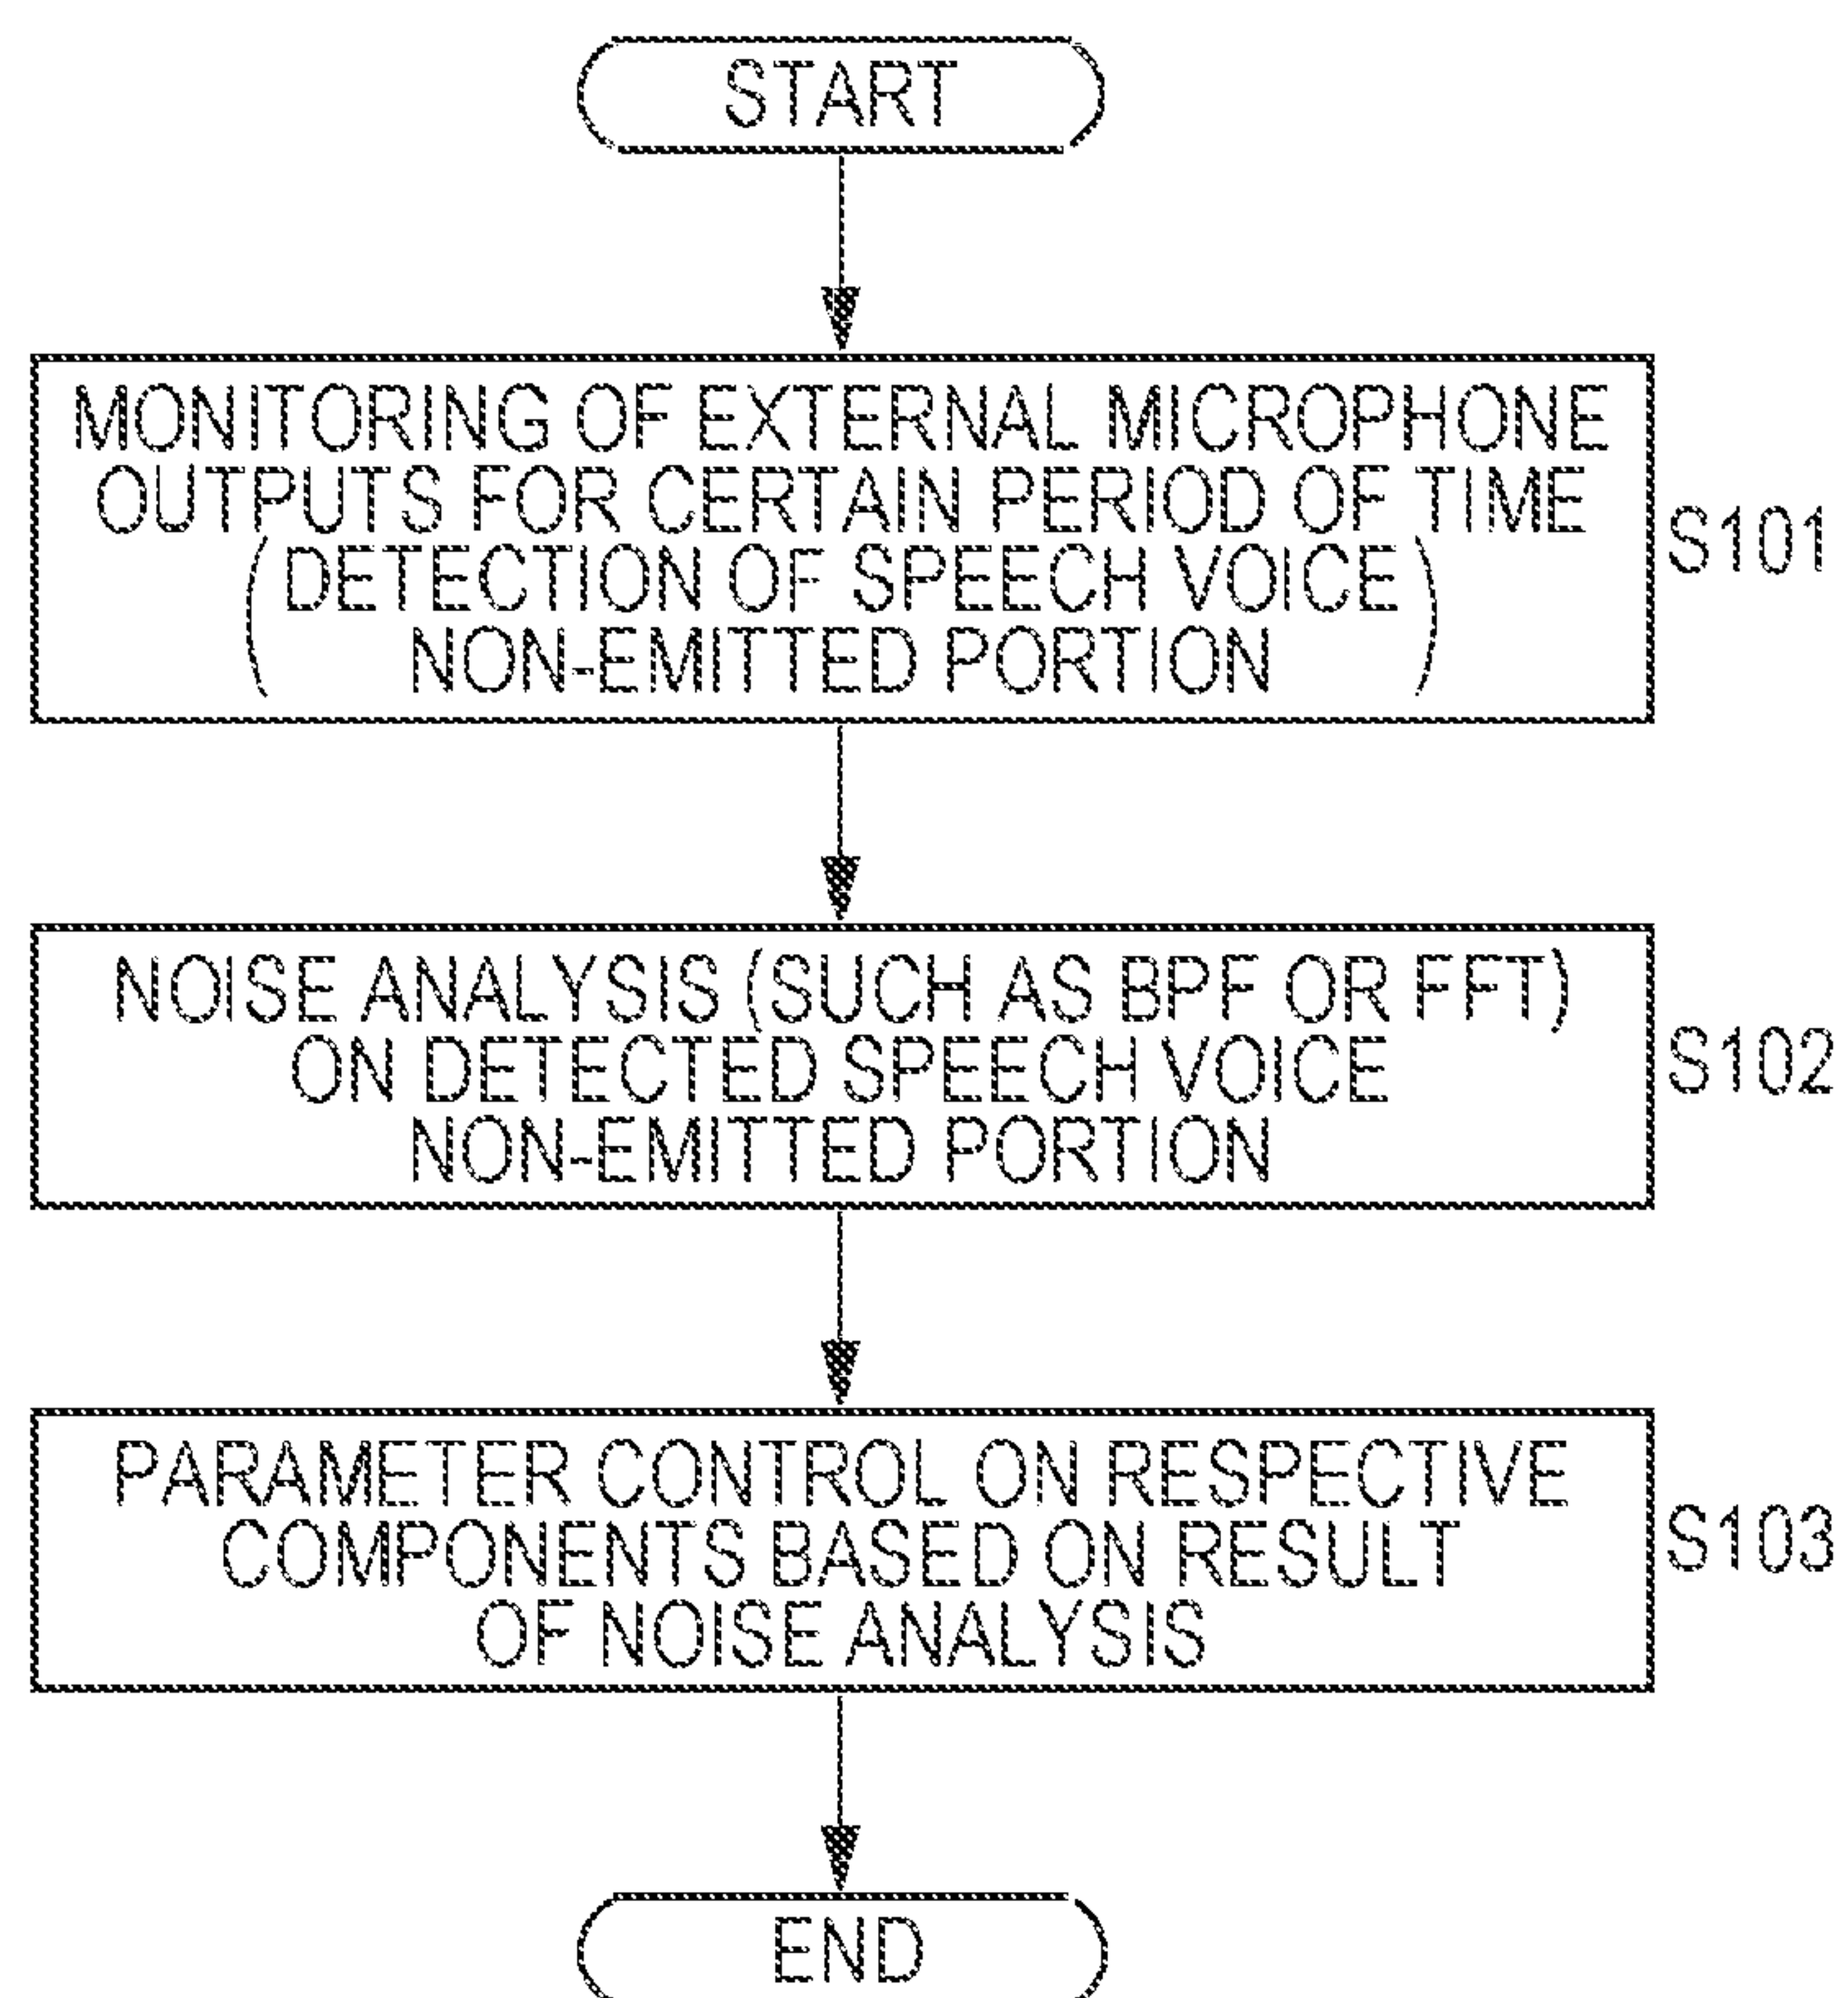 START
MONITORING OF EXTERNAL MICROPHONE
OUTPUTS FOR CERTAIN PERIOD OF TIME
(DETECTION OF SPEECH VOICE
NON-EMITTED PORTION)
S101
NOISE ANALYSIS (SUCH AS BPF OR FFT)
ON DETECTED SPEECH VOICE
NON-EMITTED PORTION
S102
PARAMETER CONTROL ON RESPECTIVE
COMPONENTS BASED ON RESULT
OF NOISE ANALYSIS
S103
END